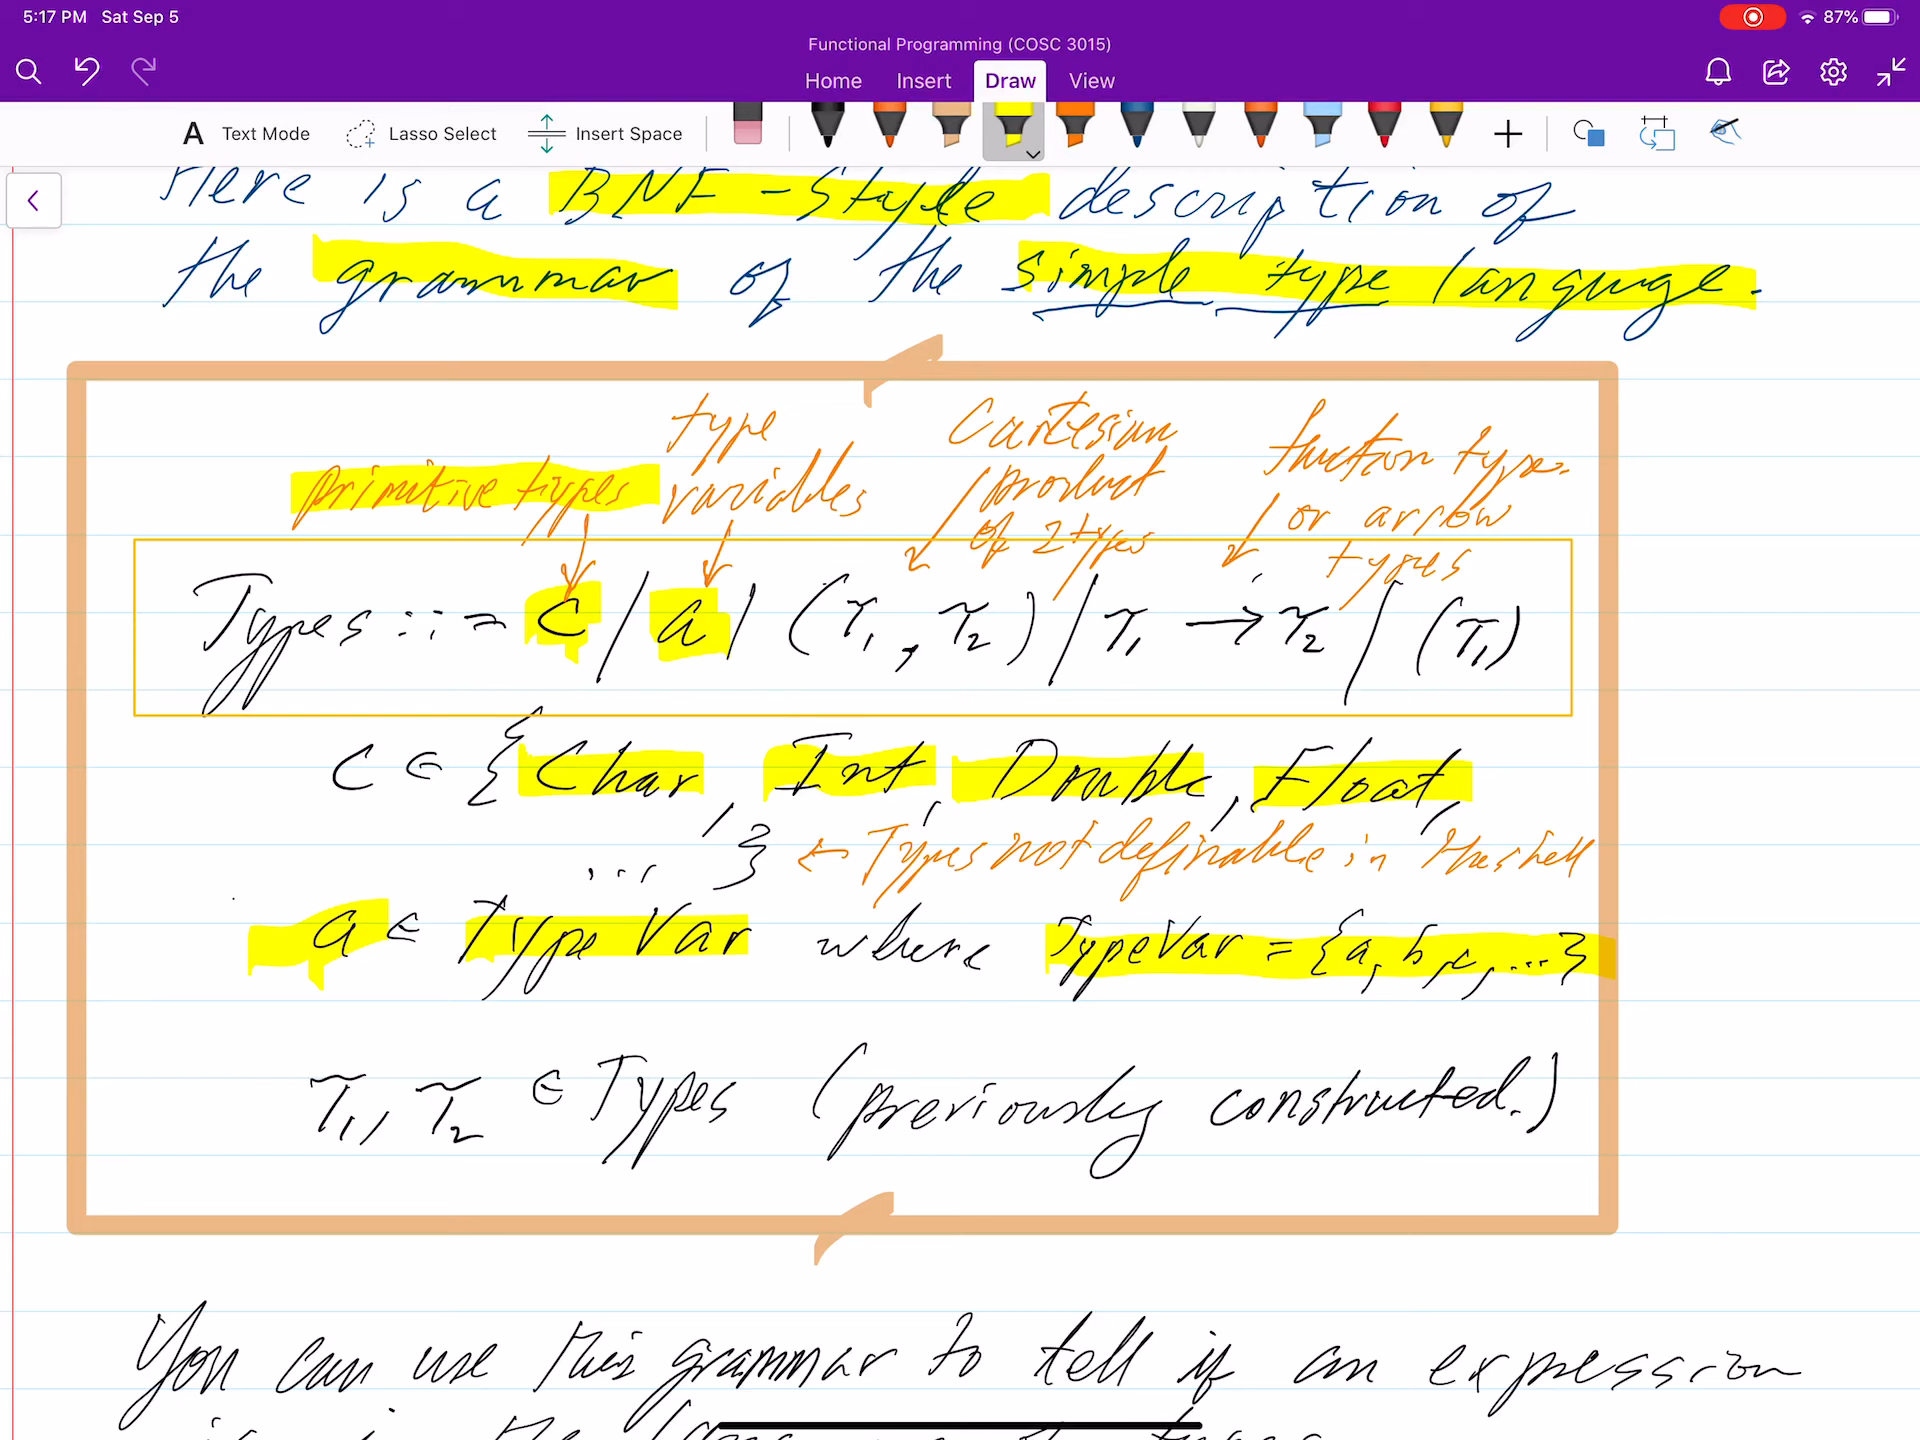 5:17 PM Sat Sep 5
87%
Functional Programming (COSC 3015)
Home Insert Draw View
A Text Mode Lasso Select Insert Space
Here is a BNF-style description of
the grammar of the simple type language.
type Cartesian function types
primitive types variables product or arrow
of 2 types types
Types ::= C | a | (τ₁, τ₂) | τ₁ → τ₂ | (τ₁)
C ∈ {Char, Int, Double, Float,
... } ← Types not definable in the shell
a ∈ TypeVar where TypeVar = {a, b, c, ...}
τ₁, τ₂ ∈ Types (previously constructed.)
You can use this grammar to tell if an expression